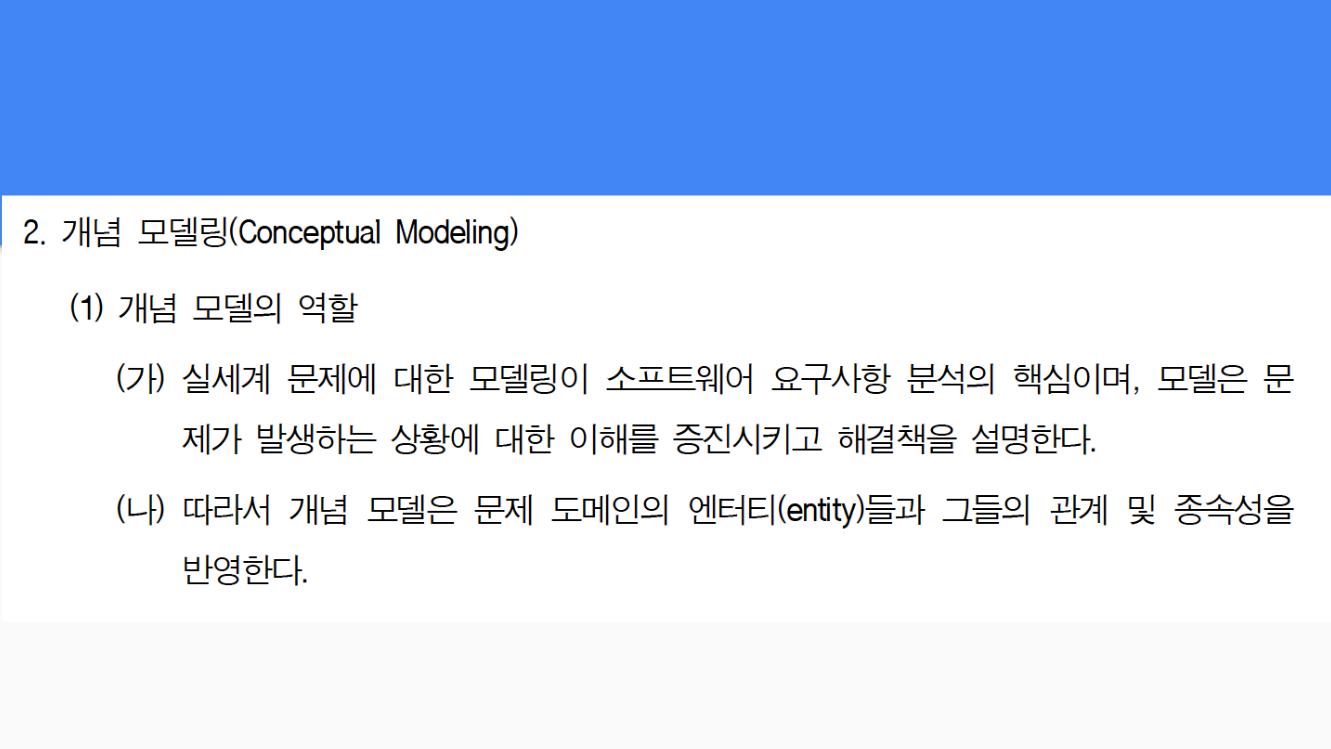 2. 개념 모델링(Conceptual Modeling)
(1) 개념 모델의 역할
(가) 실세계 문제에 대한 모델링이 소프트웨어 요구사항 분석의 핵심이며, 모델은 문
제가 발생하는 상황에 대한 이해를 증진시키고 해결책을 설명한다.
(나) 따라서 개념 모델은 문제 도메인의 엔터티(entity)들과 그들의 관계 및 종속성을
반영한다.